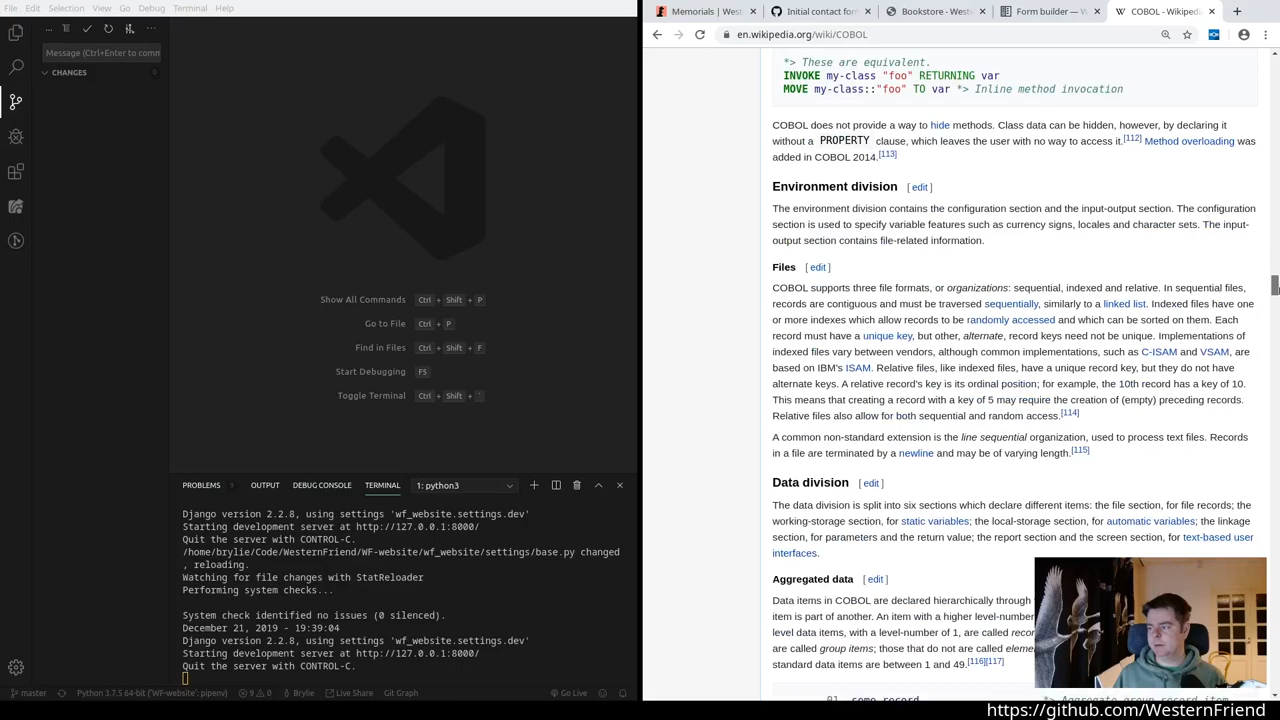 File Edit Selection View Go Debug Terminal Help
Memorials | West
Initial contact form
Bookstore - Weste
Form builder — W
COBOL - Wikipedia
en.wikipedia.org/wiki/COBOL
Message (Ctrl+Enter to comm
CHANGES 0
Show All Commands Ctrl + Shift + P
Go to File Ctrl + P
Find in Files Ctrl + Shift + F
Start Debugging F5
Toggle Terminal Ctrl + Shift + `
PROBLEMS 9 OUTPUT DEBUG CONSOLE TERMINAL 1: python3
Django version 2.2.8, using settings 'wf_website.settings.dev'
Starting development server at http://127.0.0.1:8000/
Quit the server with CONTROL-C.
/home/brylie/Code/WesternFriend/WF-website/wf_website/settings/base.py changed
, reloading.
Watching for file changes with StatReloader
Performing system checks...
System check identified no issues (0 silenced).
December 21, 2019 - 19:39:04
Django version 2.2.8, using settings 'wf_website.settings.dev'
Starting development server at http://127.0.0.1:8000/
Quit the server with CONTROL-C.
master Python 3.7.5 64-bit ('WF-website': pipenv) 9 0 Brylie Live Share Git Graph Go Live
*> These are equivalent.
INVOKE my-class "foo" RETURNING var
MOVE my-class::"foo" TO var *> Inline method invocation
COBOL does not provide a way to hide methods. Class data can be hidden, however, by declaring it
without a PROPERTY clause, which leaves the user with no way to access it.[112] Method overloading was
added in COBOL 2014.[113]
Environment division [ edit ]
The environment division contains the configuration section and the input-output section. The configuration
section is used to specify variable features such as currency signs, locales and character sets. The input-
output section contains file-related information.
Files [ edit ]
COBOL supports three file formats, or organizations: sequential, indexed and relative. In sequential files,
records are contiguous and must be traversed sequentially, similarly to a linked list. Indexed files have one
or more indexes which allow records to be randomly accessed and which can be sorted on them. Each
record must have a unique key, but other, alternate, record keys need not be unique. Implementations of
indexed files vary between vendors, although common implementations, such as C-ISAM and VSAM, are
based on IBM's ISAM. Relative files, like indexed files, have a unique record key, but they do not have
alternate keys. A relative record's key is its ordinal position; for example, the 10th record has a key of 10.
This means that creating a record with a key of 5 may require the creation of (empty) preceding records.
Relative files also allow for both sequential and random access.[114]
A common non-standard extension is the line sequential organization, used to process text files. Records
in a file are terminated by a newline and may be of varying length.[115]
Data division [ edit ]
The data division is split into six sections which declare different items: the file section, for file records; the
working-storage section, for static variables; the local-storage section, for automatic variables; the linkage
section, for parameters and the return value; the report section and the screen section, for text-based user
interfaces.
Aggregated data [ edit ]
Data items in COBOL are declared hierarchically through
item is part of another. An item with a higher level-number
level data items, with a level-number of 1, are called recor
are called group items; those that do not are called elemen
standard data items are between 1 and 49.[116][117]
01 some-record *> Aggregate group record item
https://github.com/WesternFriend